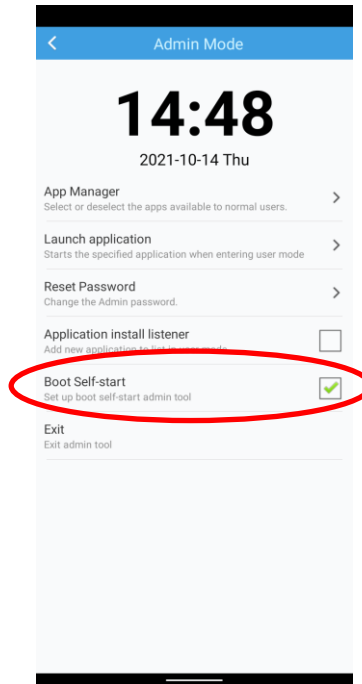 Admin Mode
14:48
2021-10-14 Thu
App Manager
Select or deselect the apps available to normal users.
Launch application
Starts the specified application when entering user mode
Reset Password
Change the Admin password.
Application install listener
Add new application to list in user mode
Boot Self-start
Set up boot self-start admin tool
Exit
Exit admin tool